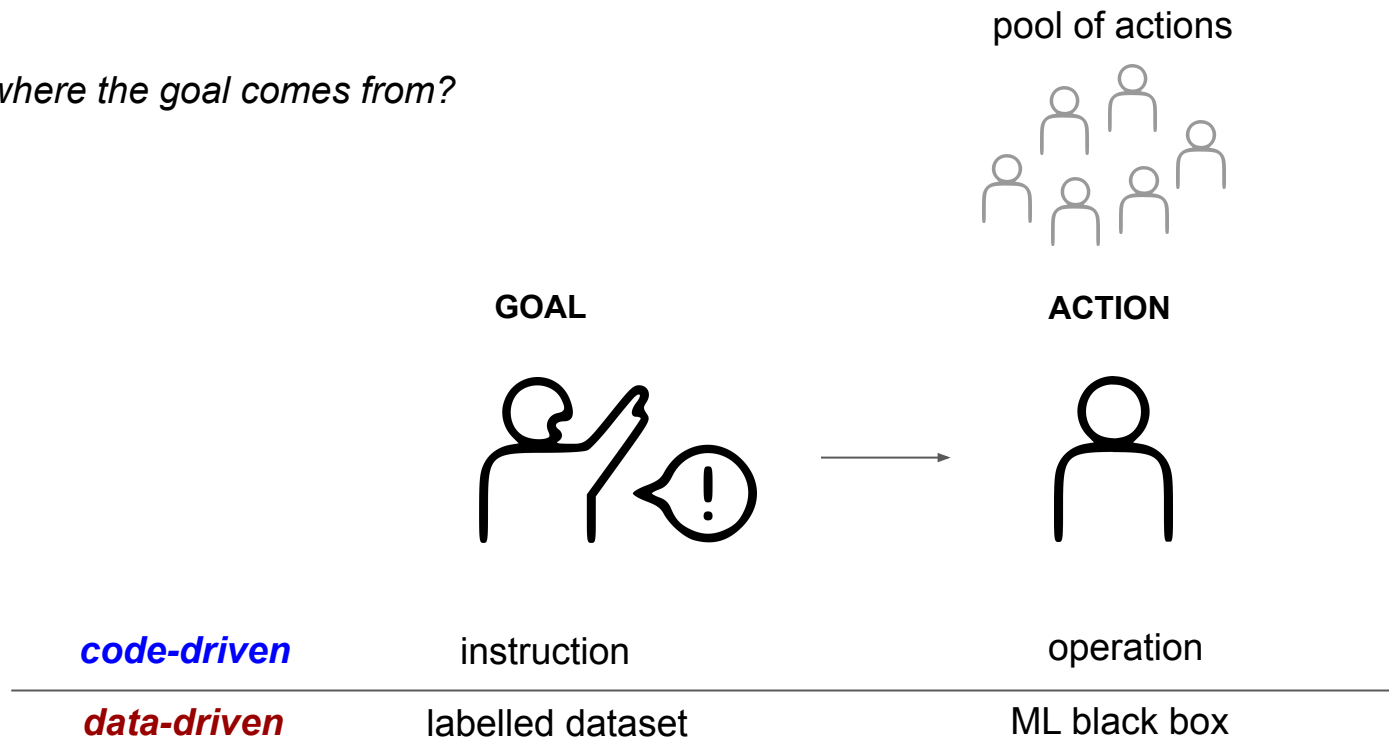 pool of actions
where the goal comes from?
GOAL
ACTION
!
code-driven
instruction
operation
data-driven
labelled dataset
ML black box